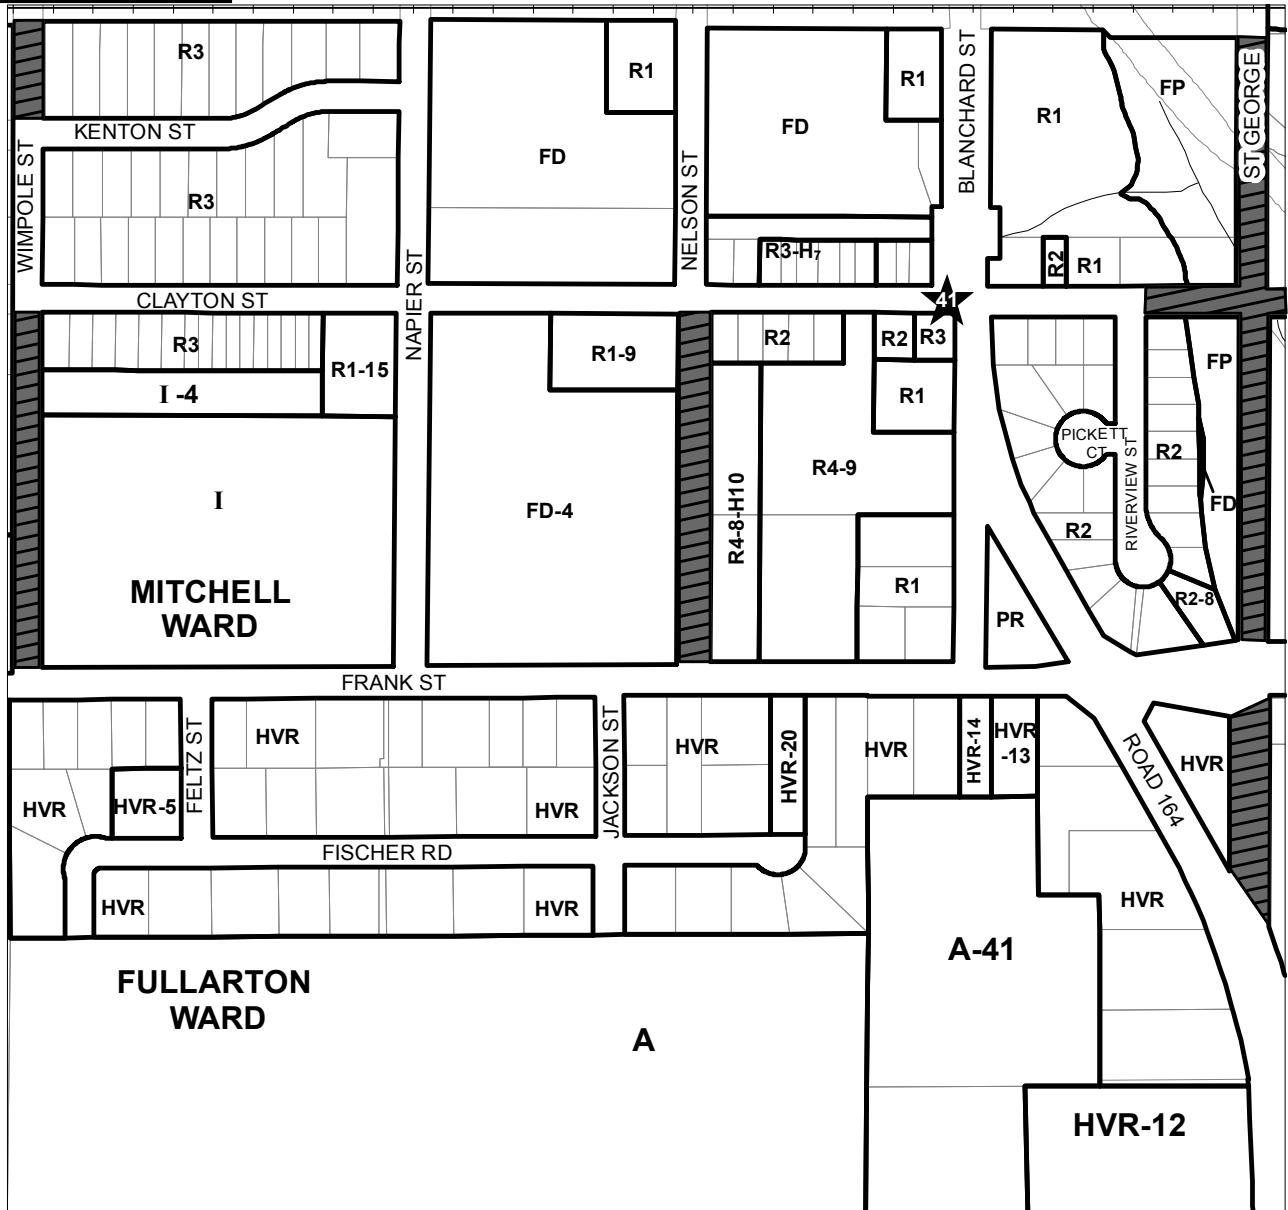 R3
R1
R1
FP
R1
BLANCHARD ST
ST GEORGE
KENTON ST
FD
FD
WIMPOLE ST
R3
NELSON ST
NAPIER ST
R3-H7
R2
R1
CLAYTON ST
41
R3
R1-15
R1-9
R2
R2
R3
FP
I -4
R1
PICKETT
CT
RIVERVIEW ST
R2
R4-9
I
FD-4
R4-8-H10
R2
FD
MITCHELL
WARD
R1
R2-8
PR
FRANK ST
FELTZ ST
HVR
JACKSON ST
HVR
HVR-20
HVR
HVR-14
HVR
-13
ROAD 164
HVR
HVR
HVR-5
HVR
FISCHER RD
HVR
HVR
HVR
A-41
FULLARTON
WARD
A
HVR-12